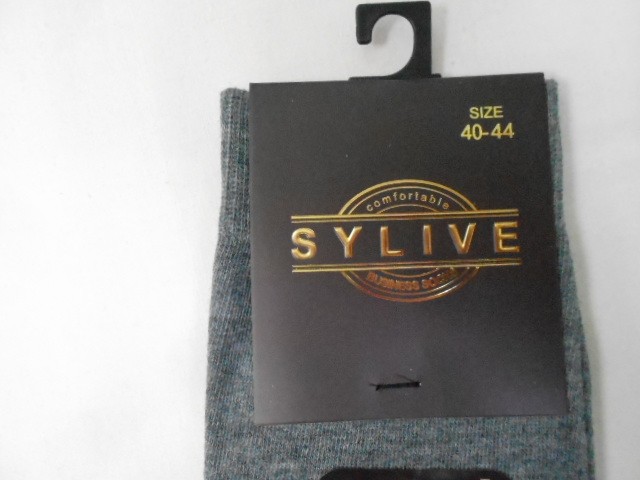 SIZE
40-44
comfortable
SYLIVE
BUSINESS SOCKS